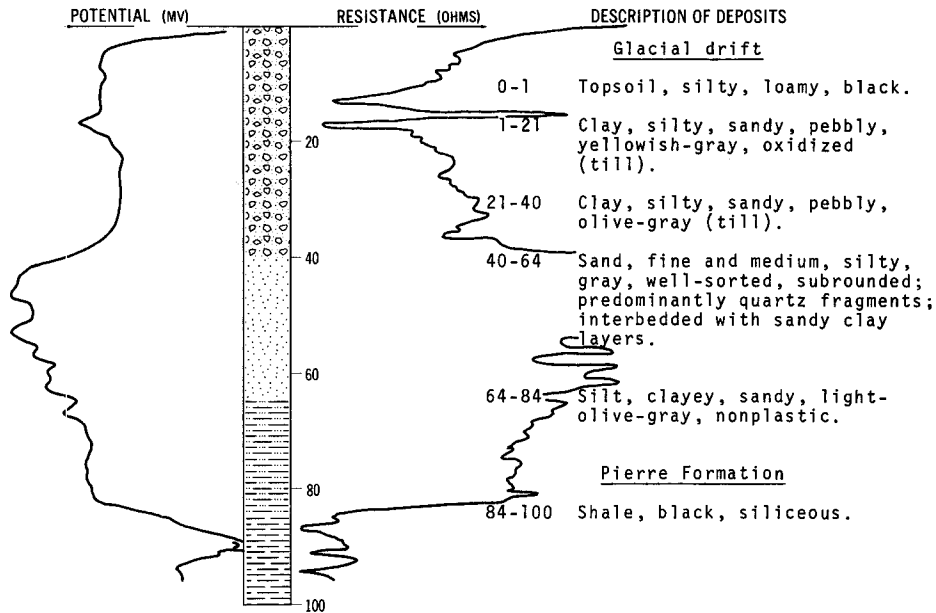 POTENTIAL (MV)
RESISTANCE (OHMS)
DESCRIPTION OF DEPOSITS
Glacial drift
0-1 Topsoil, silty, loamy, black.
1-21 Clay, silty, sandy, pebbly,
yellowish-gray, oxidized
(till).
20
21-40 Clay, silty, sandy, pebbly,
olive-gray (till).
40
40-64 Sand, fine and medium, silty,
gray, well-sorted, subrounded;
predominantly quartz fragments;
interbedded with sandy clay
layers.
60
64-84 Silt, clayey, sandy, light-
olive-gray, nonplastic.
Pierre Formation
80
84-100 Shale, black, siliceous.
100